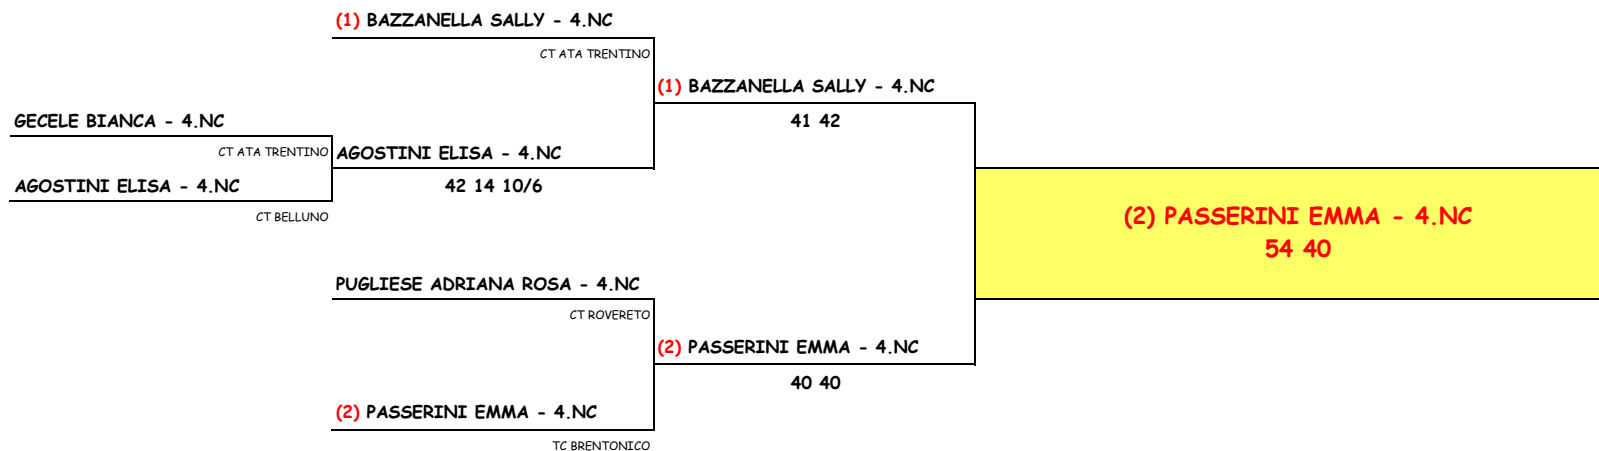 (1) BAZZANELLA SALLY - 4.NC
CT ATA TRENTINO
(1) BAZZANELLA SALLY - 4.NC
41 42
GECELE BIANCA - 4.NC
CT ATA TRENTINO
AGOSTINI ELISA - 4.NC
42 14 10/6
AGOSTINI ELISA - 4.NC
CT BELLUNO
(2) PASSERINI EMMA - 4.NC
54 40
PUGLIESE ADRIANA ROSA - 4.NC
CT ROVERETO
(2) PASSERINI EMMA - 4.NC
40 40
(2) PASSERINI EMMA - 4.NC
TC BRENTONICO